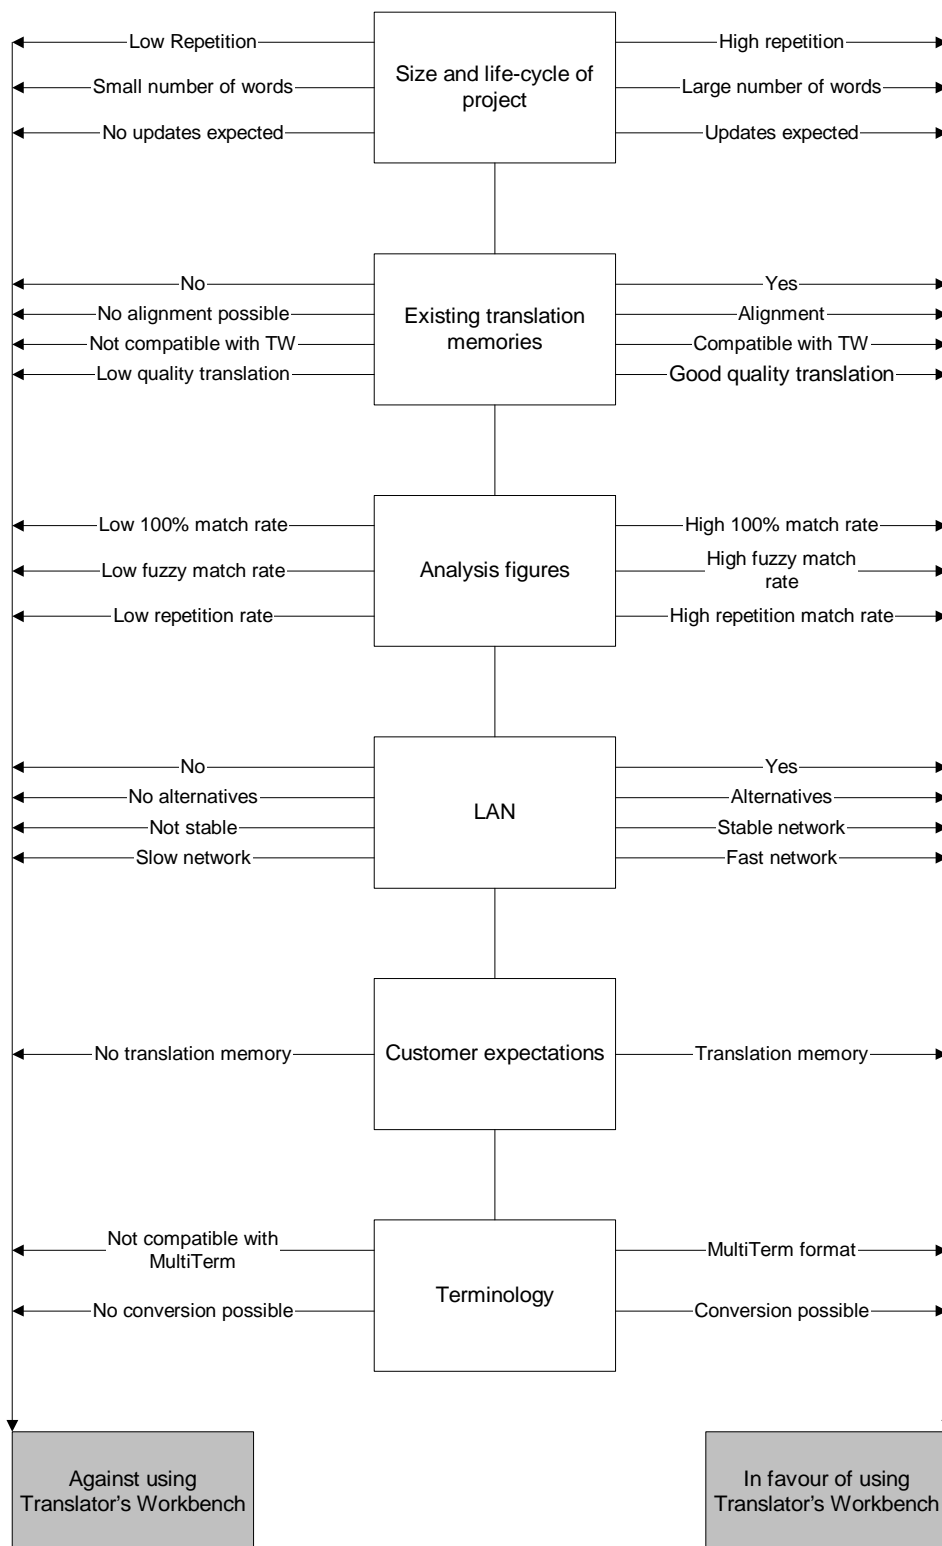 Low Repetition
High repetition
Size and life-cycle of
project
Small number of words
Large number of words
No updates expected
Updates expected
No
Yes
No alignment possible
Existing translation
memories
Alignment
Not compatible with TW
Compatible with TW
Low quality translation
Good quality translation
Low 100% match rate
High 100% match rate
Low fuzzy match rate
Analysis figures
High fuzzy match
rate
Low repetition rate
High repetition match rate
No
Yes
No alternatives
LAN
Alternatives
Not stable
Stable network
Slow network
Fast network
No translation memory
Customer expectations
Translation memory
Not compatible with
MultiTerm
MultiTerm format
Terminology
No conversion possible
Conversion possible
Against using
Translator's Workbench
In favour of using
Translator's Workbench